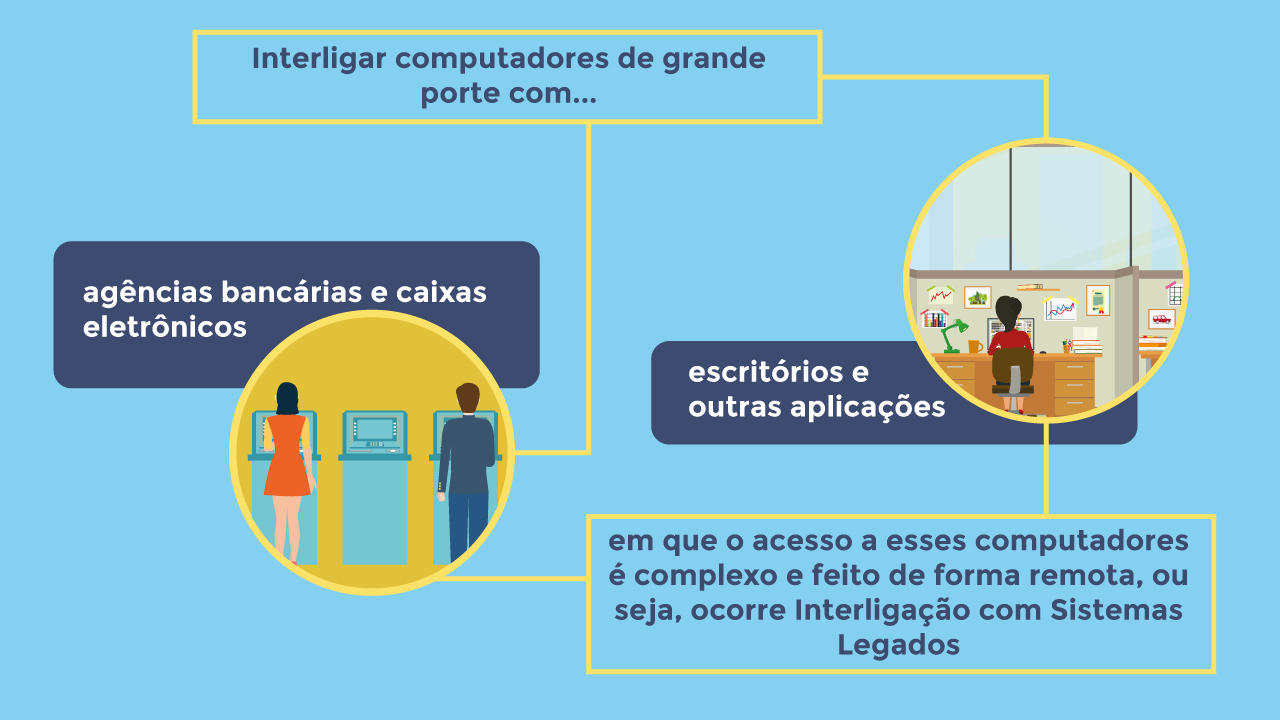 Interligar computadores de grande
porte com...
agências bancárias e caixas
eletrônicos
escritórios e
outras aplicações
em que o acesso a esses computadores
é complexo e feito de forma remota, ou
seja, ocorre Interligação com Sistemas
Legados